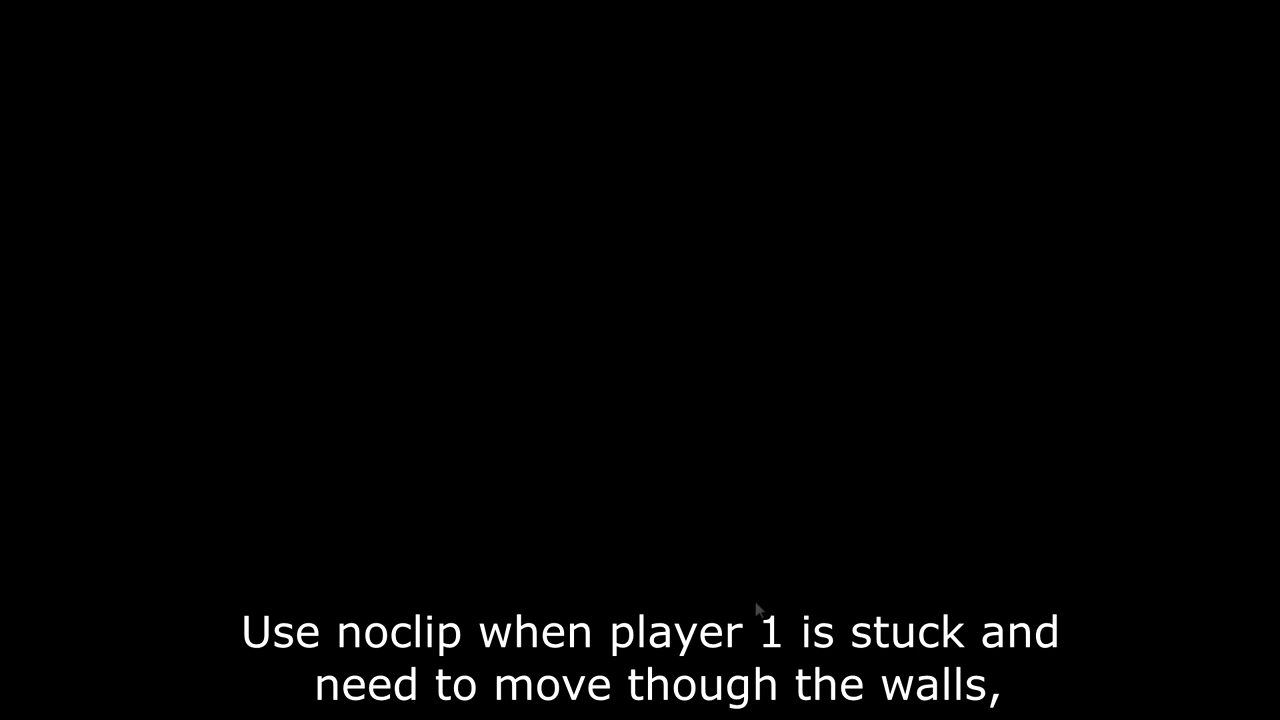 Use noclip when player 1 is stuck and
need to move though the walls,